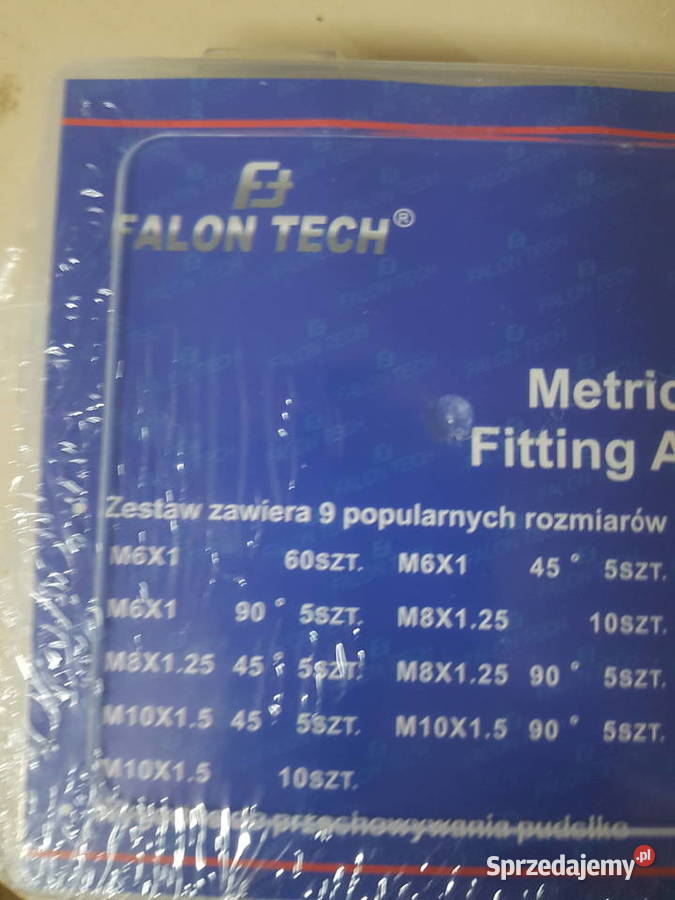 FALON TECH®
Metric
Fitting A
• Zestaw zawiera 9 popularnych rozmiarów
M6X1 60SZT. M6X1 45° 5SZT.
M6X1 90° 5SZT. M8X1.25 10SZT.
M8X1.25 45° 5SZT. M8X1.25 90° 5SZT.
M10X1.5 45° 5SZT. M10X1.5 90° 5SZT.
M10X1.5 10SZT.
do przechowywania pudełko
Sprzedajemy.pl